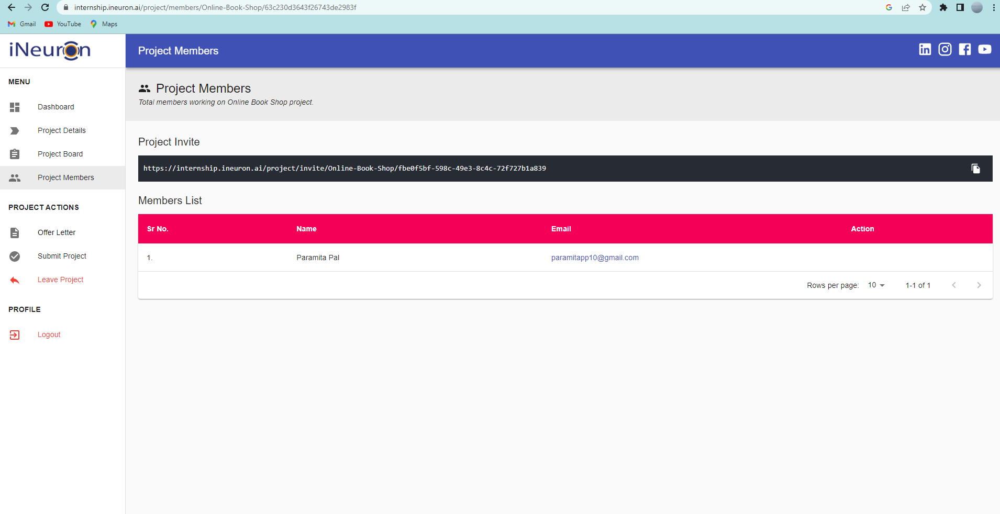 internship.ineuron.ai/project/members/Online-Book-Shop/63c230d3643f26743de2983f
Gmail YouTube Maps
iNeuron
Project Members
MENU
Dashboard
Project Details
Project Board
Project Members
PROJECT ACTIONS
Offer Letter
Submit Project
Leave Project
PROFILE
Logout
Project Members
Total members working on Online Book Shop project.
Project Invite
https://internship.ineuron.ai/project/invite/Online-Book-Shop/fbe0f5bf-598c-49e3-8c4c-72f727b1a839
Members List
Sr No. Name Email Action
1. Paramita Pal paramitapp10@gmail.com
Rows per page: 10 1-1 of 1